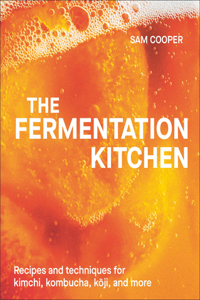 SAM COOPER
THE
FERMENTATION
KITCHEN
Recipes and techniques for
kimchi, kombucha, kōji, and more